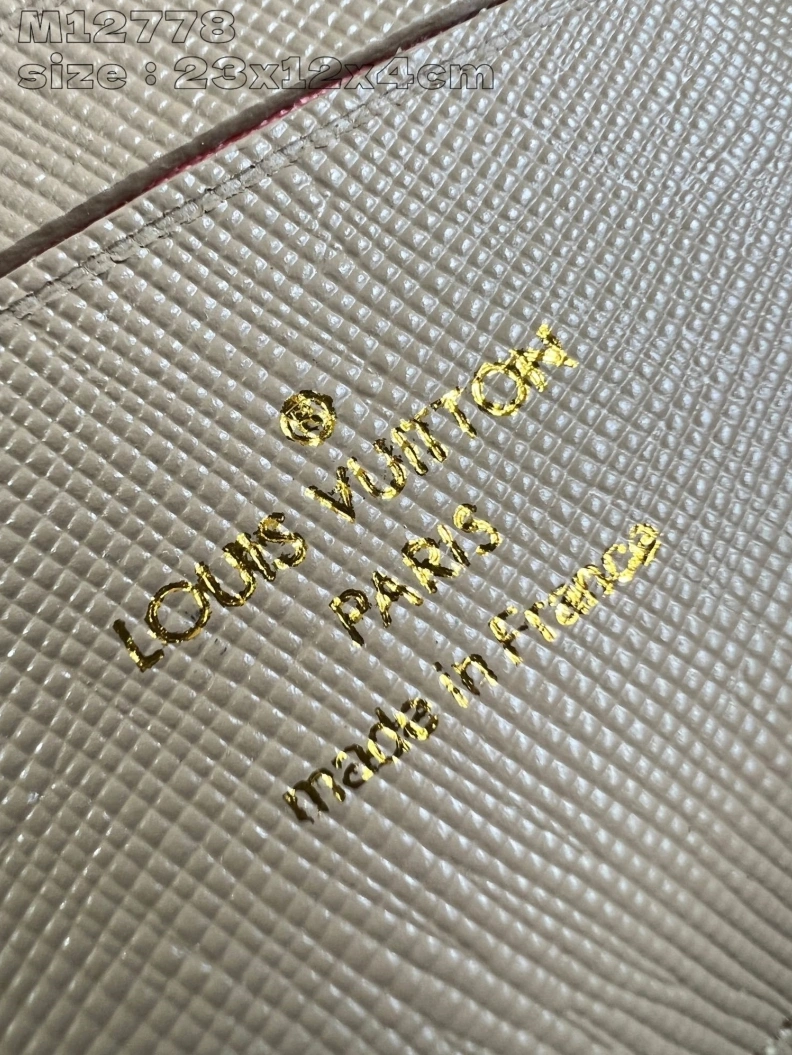 M12778
size : 23x12x4cm
®
LOUIS VUITTON
PARIS
made in France